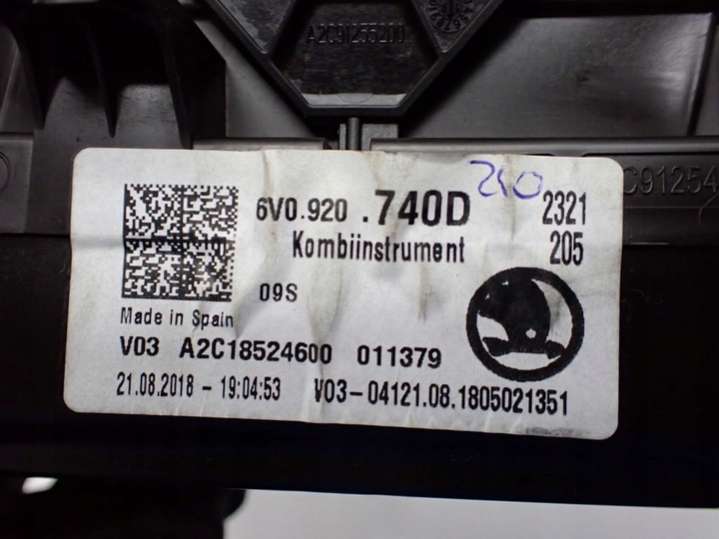 A2C91255200
6V0.920 .740D
210
2321
Kombiinstrument
205
09S
Made in Spain
V03 A2C18524600 011379
21.08.2018 - 19:04:53 V03-04121.08.1805021351
C91254